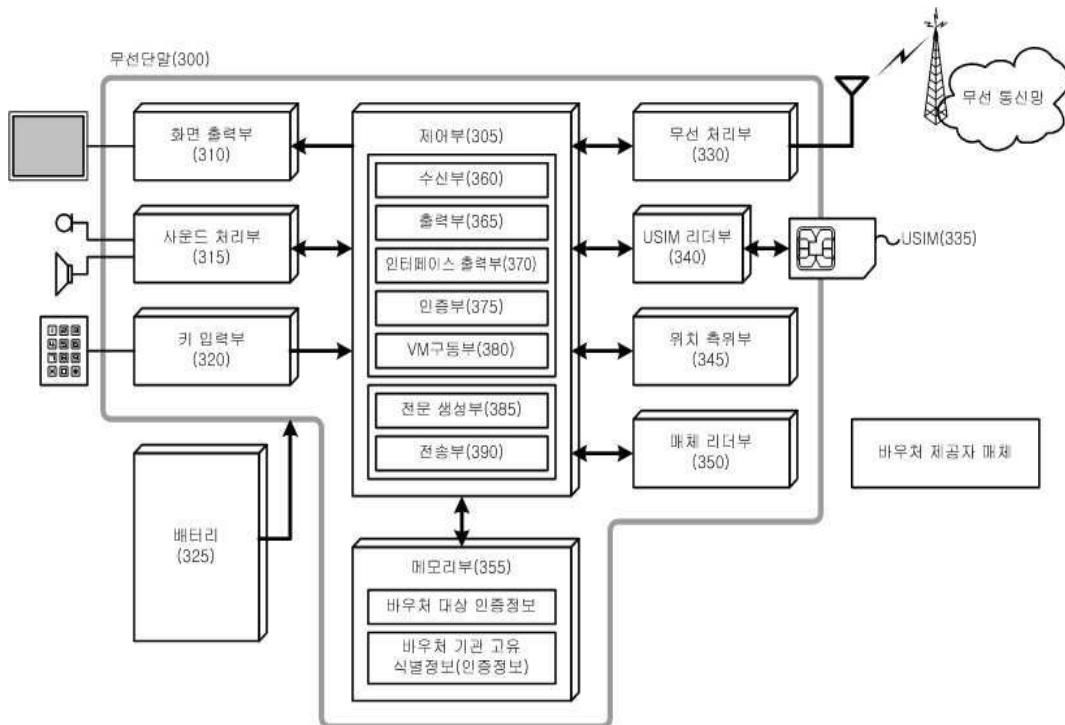 무선단말(300)
무선 통신망
화면 출력부
(310)
제어부(305)
무선 처리부
(330)
수신부(360)
출력부(365)
사운드 처리부
(315)
USIM 리더부
(340)
USIM(335)
인터페이스 출력부(370)
인증부(375)
키 입력부
(320)
VM구동부(380)
위치 측위부
(345)
전문 생성부(385)
전송부(390)
매체 리더부
(350)
바우처 제공자 매체
배터리
(325)
메모리부(355)
바우처 대상 인증정보
바우처 기관 고유
식별정보(인증정보)